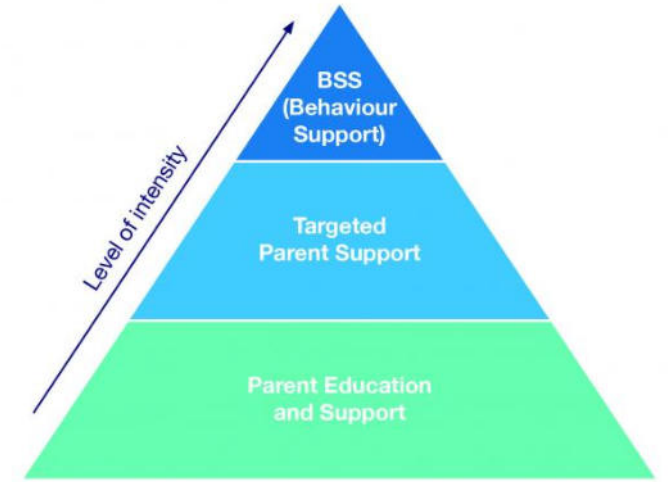 BSS
(Behaviour
Support)
Level of intensity
Targeted
Parent Support
Parent Education
and Support